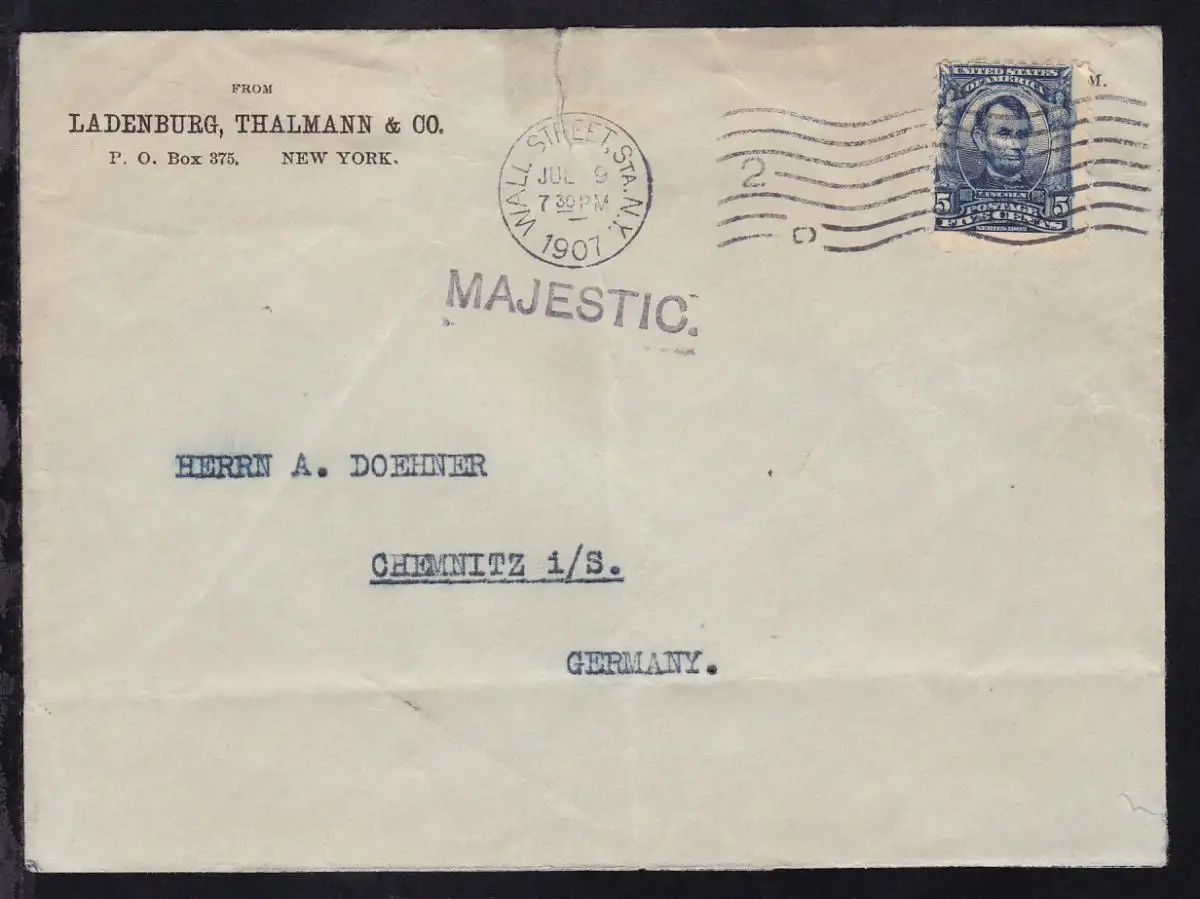 FROM
LADENBURG, THALMANN & CO.
P. O. Box 375, NEW YORK.
WALL STREET, STA. N.Y.
JUL 9
7 30 PM
1907
2
M.
UNITED STATES
OF AMERICA
LINCOLN
5 POSTAGE 5
FIVE CENTS
SERIES 1902
MAJESTIC.
HERRN A. DOEHNER
CHEMNITZ i/S.
GERMANY.